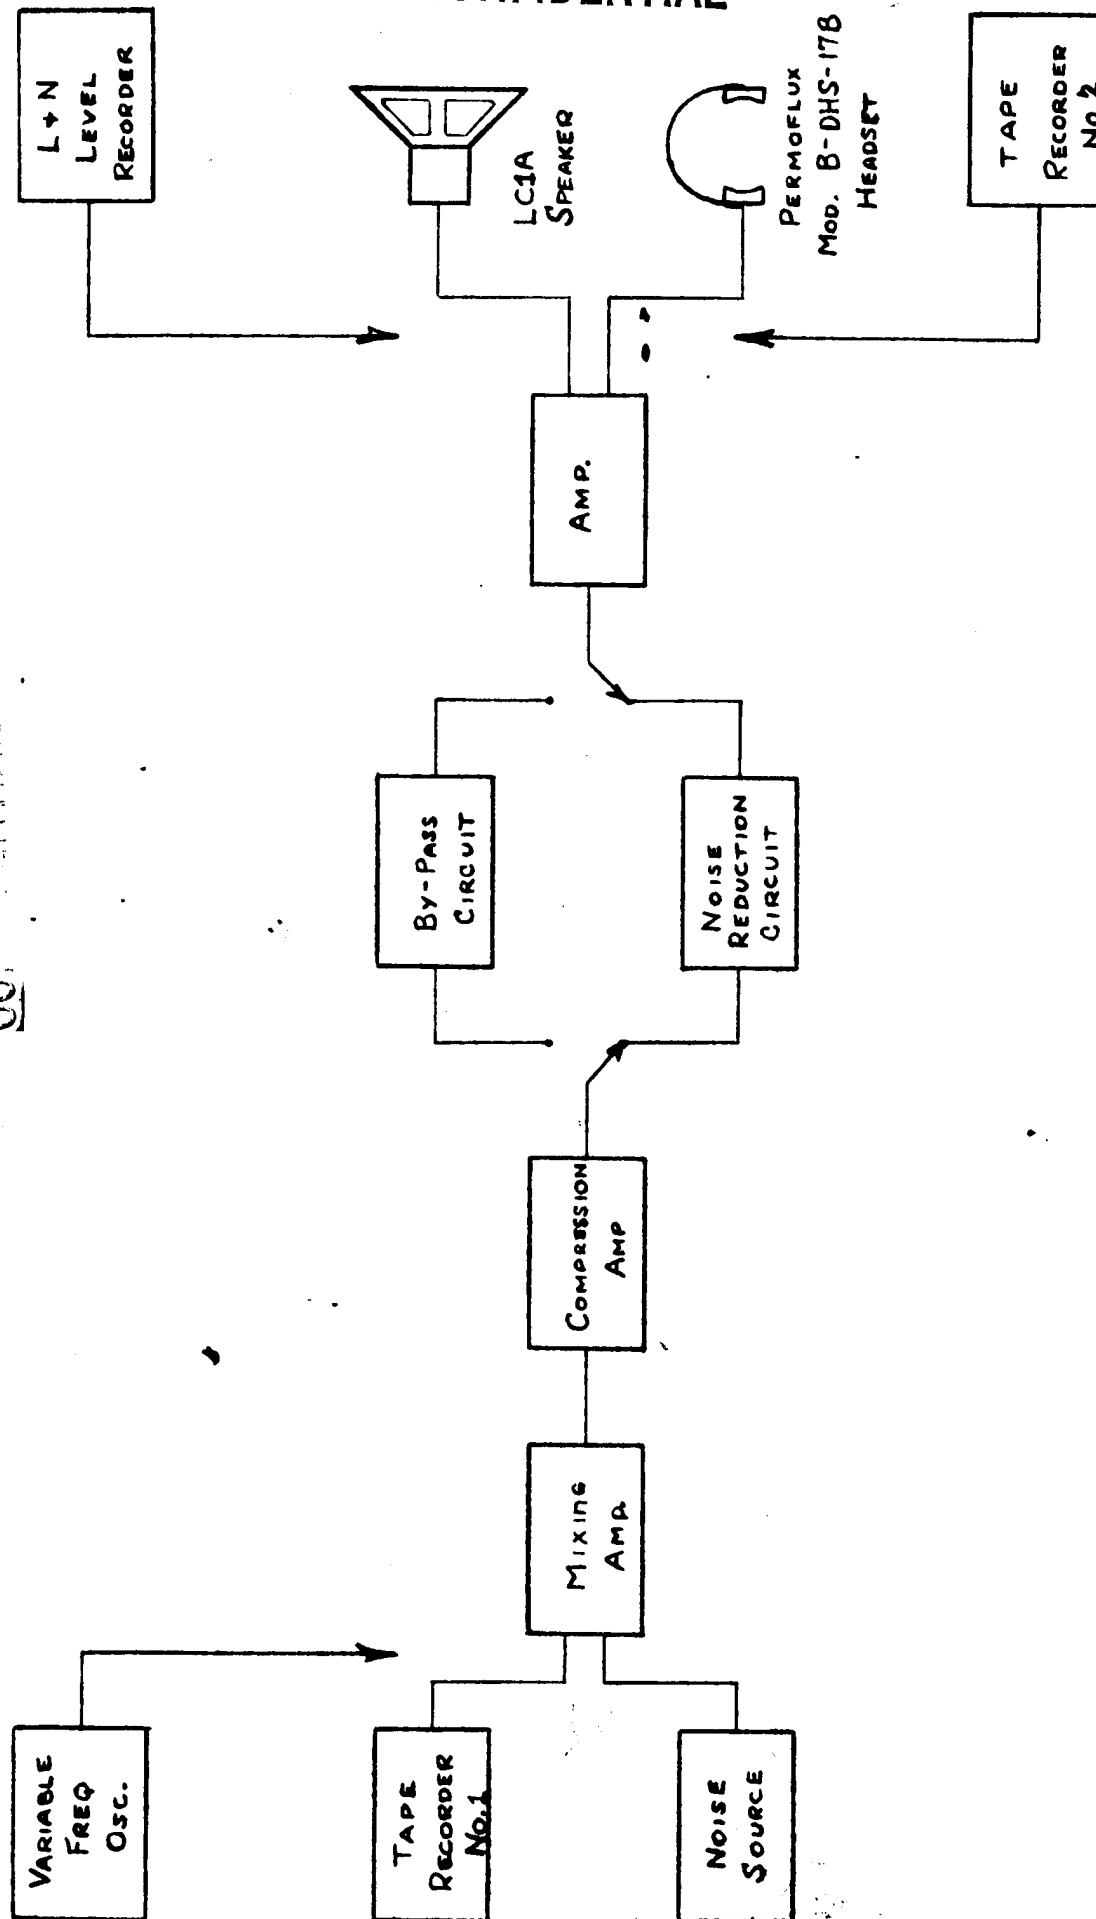 L & N
LEVEL
RECORDER
LC1A
SPEAKER
PERMOFLUX
MOD. B-DHS-17B
HEADSET
TAPE
RECORDER
No. 2
AMP.
BY-PASS
CIRCUIT
NOISE
REDUCTION
CIRCUIT
COMPRESSION
AMP
MIXING
AMP.
VARIABLE
FREQ
OSC.
TAPE
RECORDER
No. 1
NOISE
SOURCE